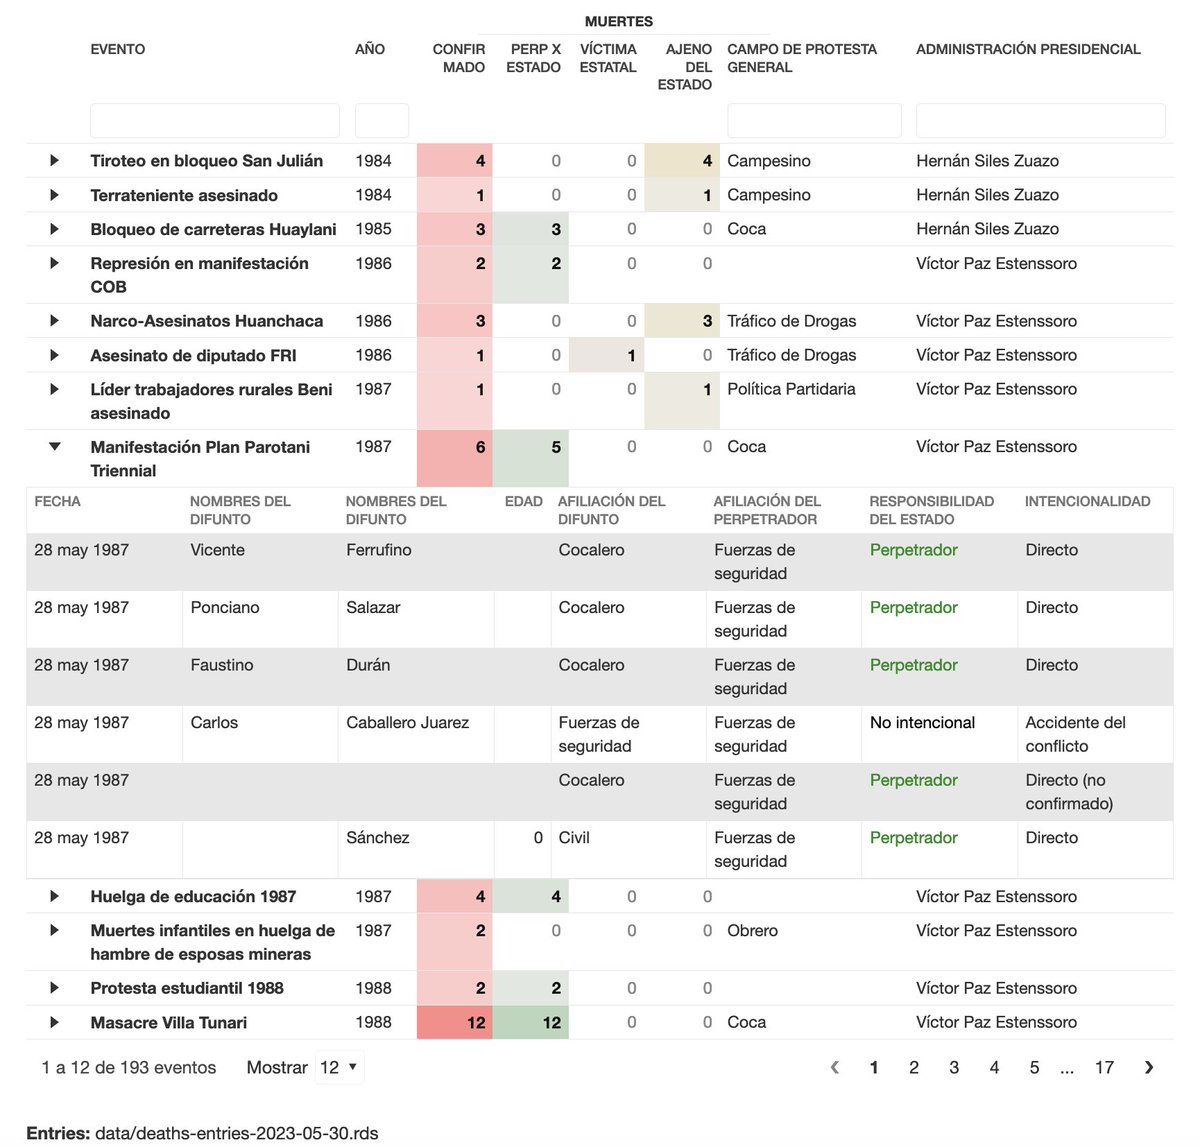 MUERTES
EVENTO AÑO CONFIR MADO PERP X ESTADO VÍCTIMA ESTATAL AJENO DEL ESTADO CAMPO DE PROTESTA GENERAL ADMINISTRACIÓN PRESIDENCIAL
Tiroteo en bloqueo San Julián 1984 4 0 0 4 Campesino Hernán Siles Zuazo
Terrateniente asesinado 1984 1 0 0 1 Campesino Hernán Siles Zuazo
Bloqueo de carreteras Huaylani 1985 3 3 0 0 Coca Hernán Siles Zuazo
Represión en manifestación COB 1986 2 2 0 0 Víctor Paz Estenssoro
Narco-Asesinatos Huanchaca 1986 3 0 0 3 Tráfico de Drogas Víctor Paz Estenssoro
Asesinato de diputado FRI 1986 1 0 1 0 Tráfico de Drogas Víctor Paz Estenssoro
Líder trabajadores rurales Beni asesinado 1987 1 0 0 1 Política Partidaria Víctor Paz Estenssoro
Manifestación Plan Parotani Triennial 1987 6 5 0 0 Coca Víctor Paz Estenssoro
FECHA NOMBRES DEL DIFUNTO NOMBRES DEL DIFUNTO EDAD AFILIACIÓN DEL DIFUNTO AFILIACIÓN DEL PERPETRADOR RESPONSIBILIDAD DEL ESTADO INTENCIONALIDAD
28 may 1987 Vicente Ferrufino Cocalero Fuerzas de seguridad Perpetrador Directo
28 may 1987 Ponciano Salazar Cocalero Fuerzas de seguridad Perpetrador Directo
28 may 1987 Faustino Durán Cocalero Fuerzas de seguridad Perpetrador Directo
28 may 1987 Carlos Caballero Juarez Fuerzas de seguridad Fuerzas de seguridad No intencional Accidente del conflicto
28 may 1987 Cocalero Fuerzas de seguridad Perpetrador Directo (no confirmado)
28 may 1987 Sánchez 0 Civil Fuerzas de seguridad Perpetrador Directo
Huelga de educación 1987 1987 4 4 0 0 Víctor Paz Estenssoro
Muertes infantiles en huelga de hambre de esposas mineras 1987 2 0 0 0 Obrero Víctor Paz Estenssoro
Protesta estudiantil 1988 1988 2 2 0 0 Víctor Paz Estenssoro
Masacre Villa Tunari 1988 12 12 0 0 Coca Víctor Paz Estenssoro
1 a 12 de 193 eventos Mostrar 12 1 2 3 4 5 ... 17
Entries: data/deaths-entries-2023-05-30.rds